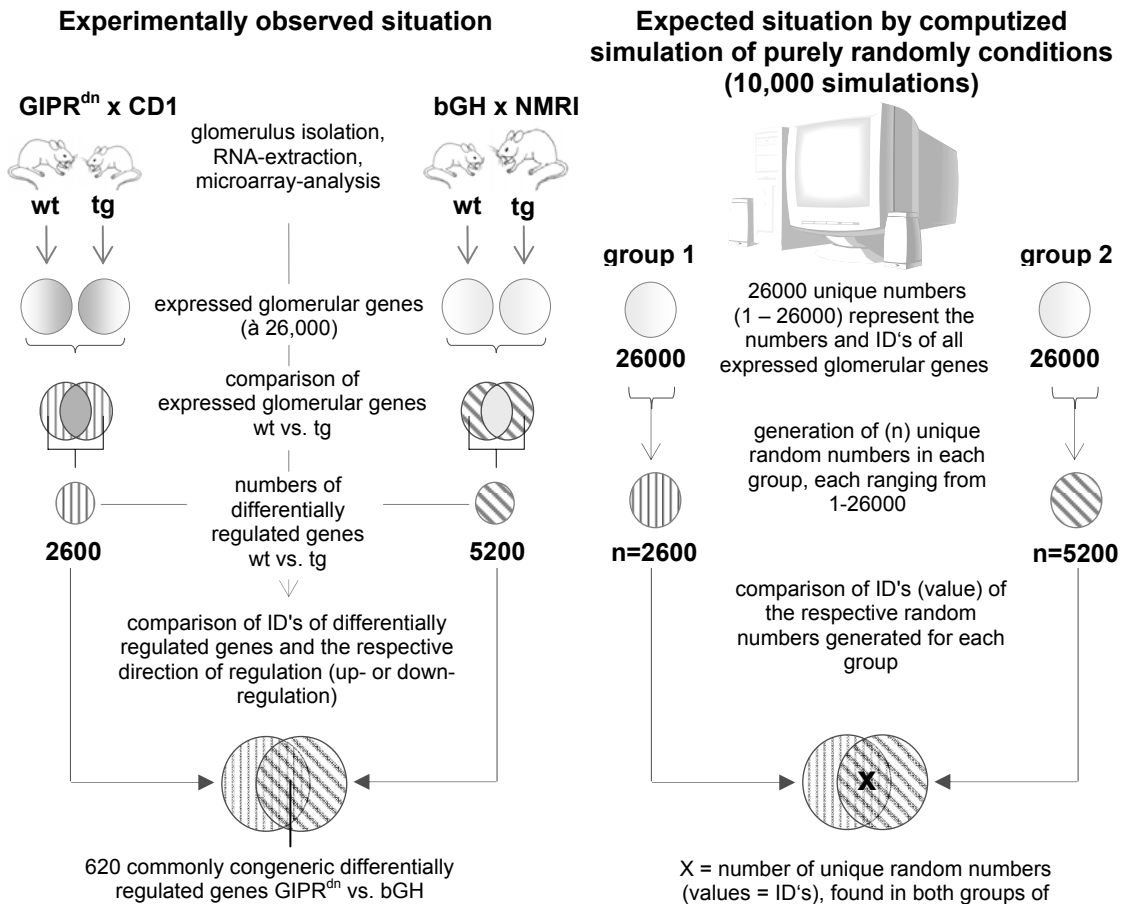 Experimentally observed situation
GIPRdn x CD1
bGH x NMRI
glomerulus isolation,
RNA-extraction,
microarray-analysis
wt tg
wt tg
expressed glomerular genes
(à 26,000)
comparison of
expressed glomerular genes
wt vs. tg
numbers of
differentially
regulated genes
wt vs. tg
2600
5200
comparison of ID's of differentially
regulated genes and the respective
direction of regulation (up- or down-
regulation)
620 commonly congeneric differentially
regulated genes GIPRdn vs. bGH
Expected situation by computized
simulation of purely randomly conditions
(10,000 simulations)
group 1
group 2
26000 unique numbers
(1 – 26000) represent the
numbers and ID‘s of all
expressed glomerular genes
26000
26000
generation of (n) unique
random numbers in each
group, each ranging from
1-26000
n=2600
n=5200
comparison of ID's (value) of
the respective random
numbers generated for each
group
X
X = number of unique random numbers
(values = ID‘s), found in both groups of